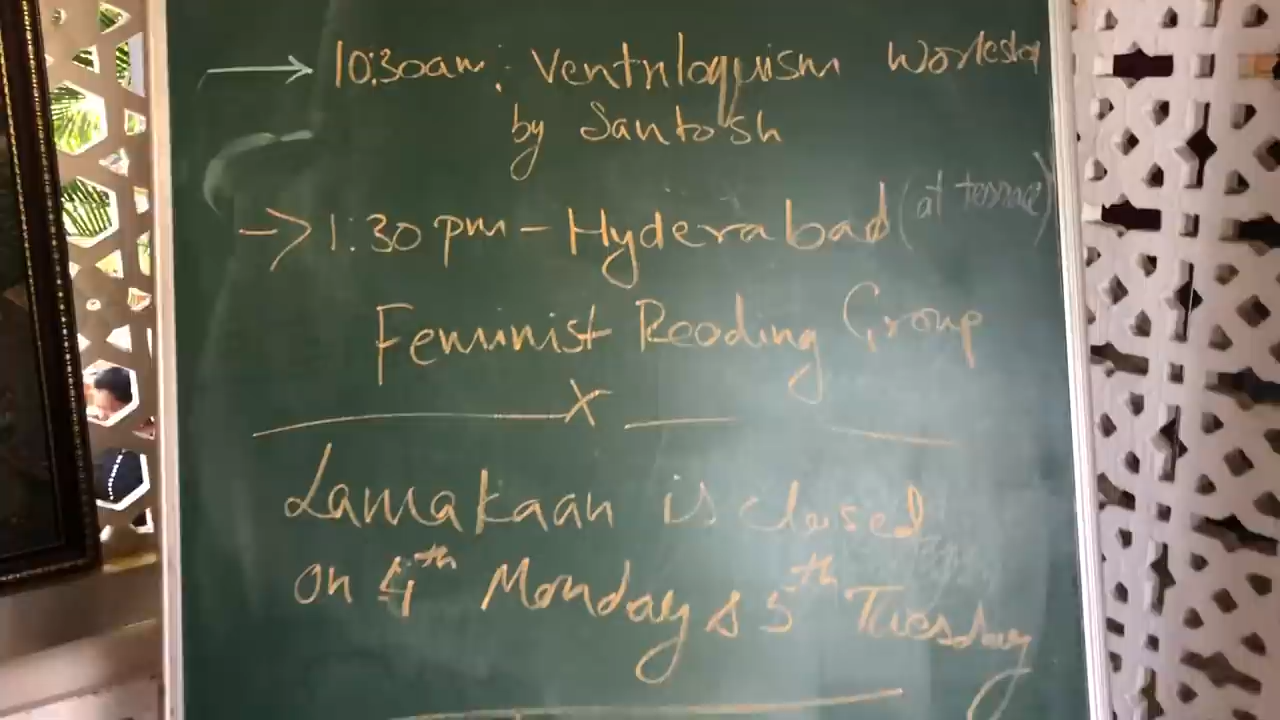 → 10:30am: Ventriloquism Workshop
by Santosh
→ 1:30 pm - Hyderabad (at terrace)
Feminist Reading Group
x
Lamakaan is closed
on 4th Monday & 5th Tuesday